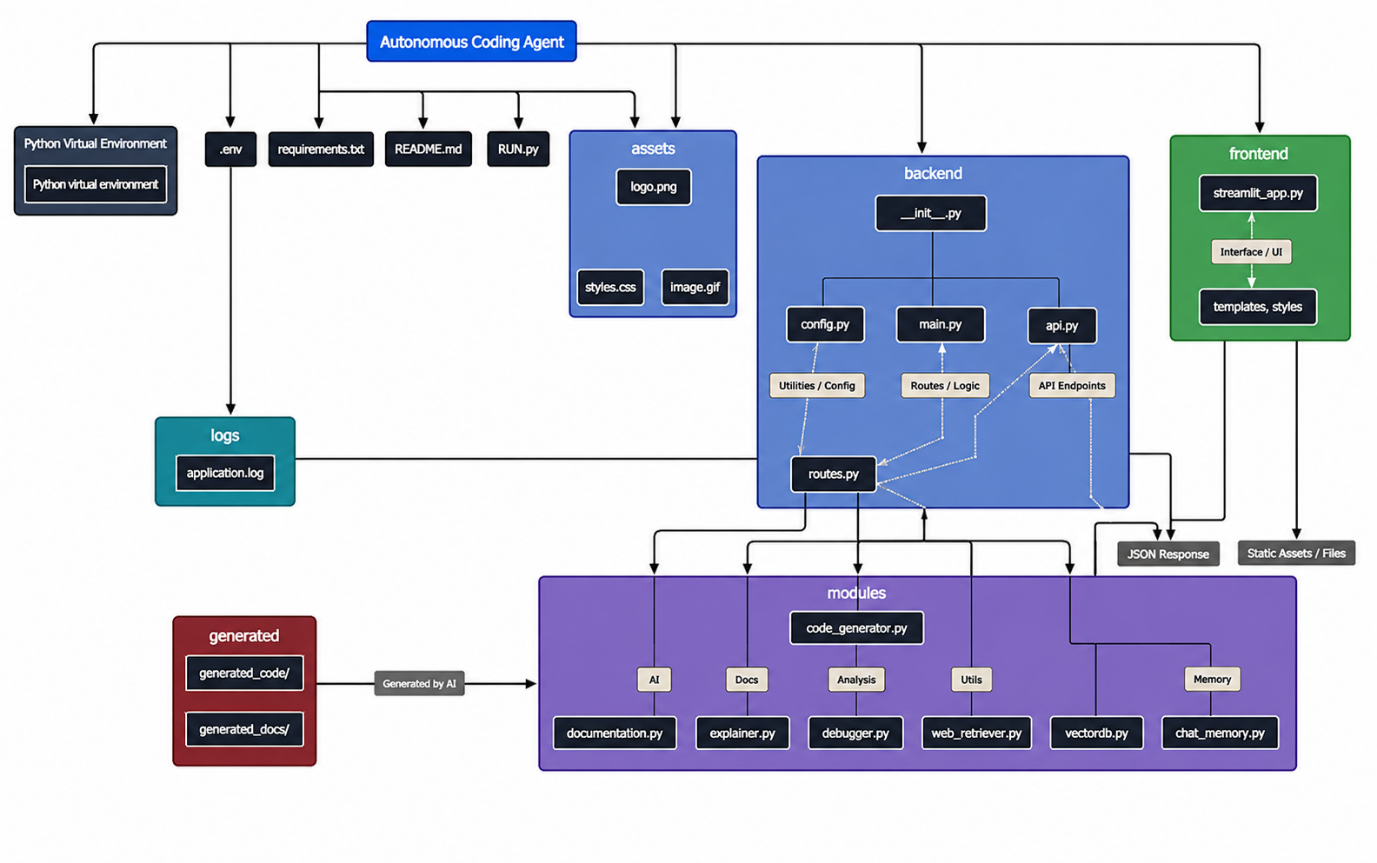 Autonomous Coding Agent
Python Virtual Environment
Python virtual environment
.env
requirements.txt
README.md
RUN.py
assets
logo.png
styles.css
image.gif
backend
__init__.py
config.py
main.py
api.py
Utilities / Config
Routes / Logic
API Endpoints
routes.py
frontend
streamlit_app.py
Interface / UI
templates, styles
logs
application.log
JSON Response
Static Assets / Files
modules
code_generator.py
AI
Docs
Analysis
Utils
Memory
documentation.py
explainer.py
debugger.py
web_retriever.py
vectordb.py
chat_memory.py
generated
generated_code/
generated_docs/
Generated by AI